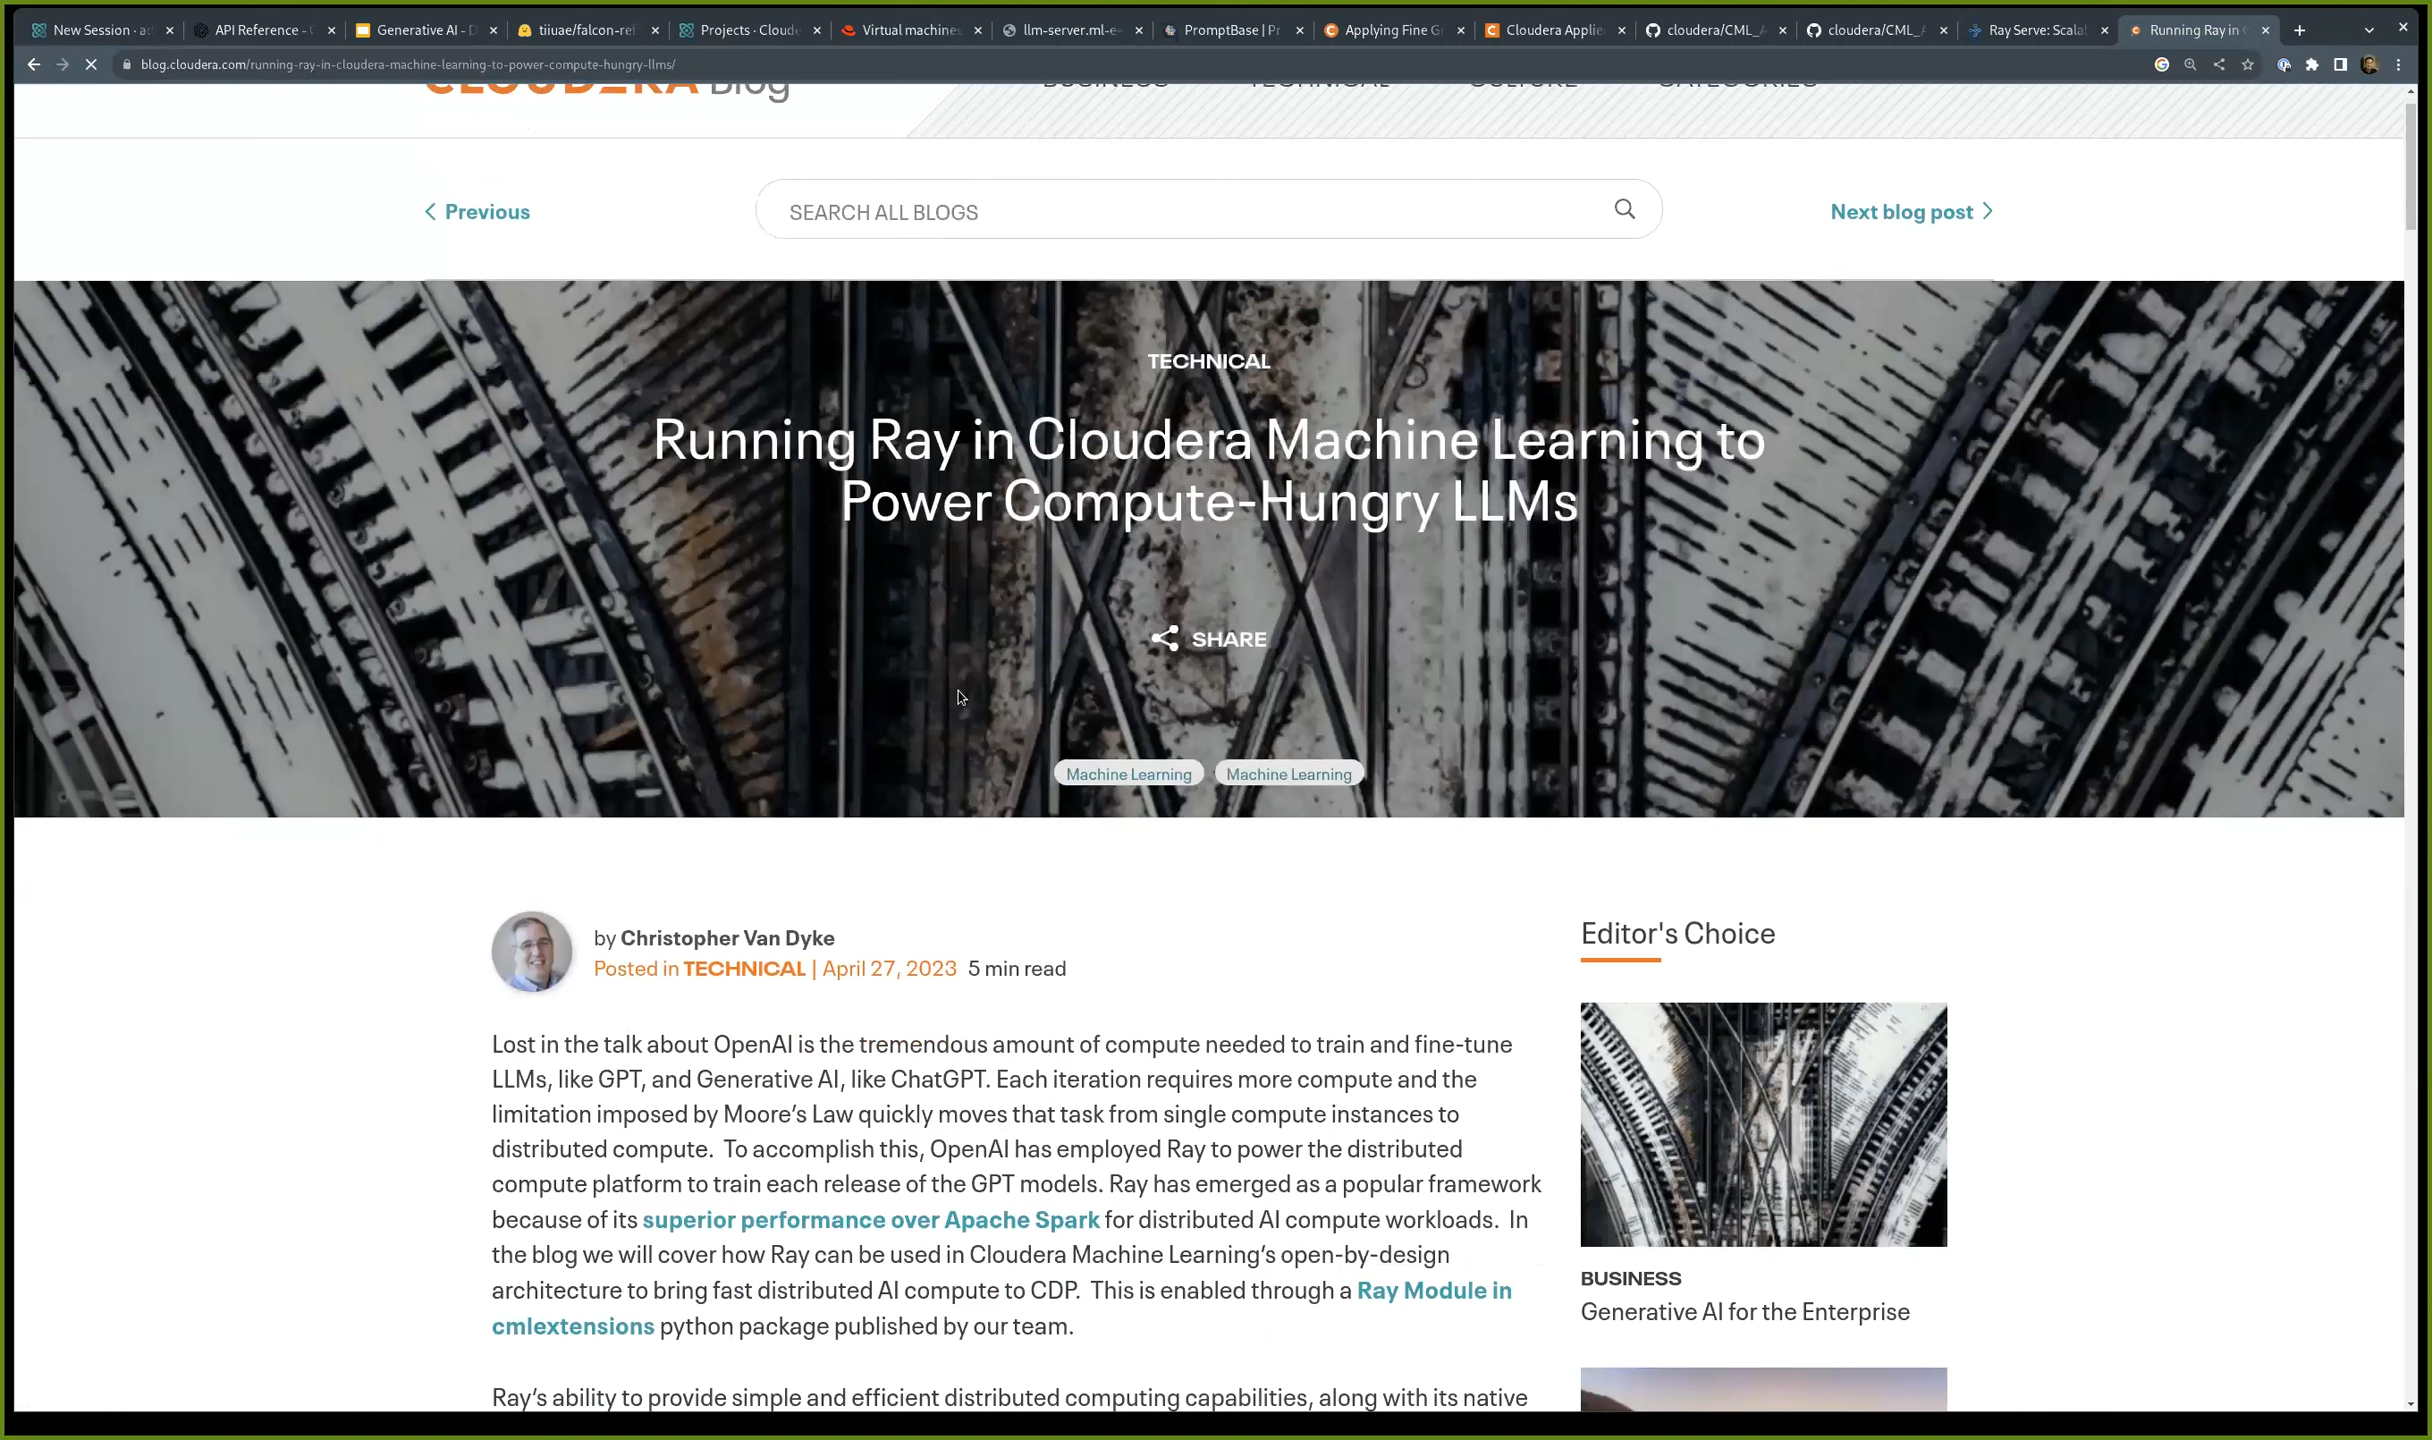 New Session · a
API Reference - 
Generative AI - D
tiiuae/falcon-ref
Projects · Cloude
Virtual machines
llm-server.ml-e
PromptBase | Pr
Applying Fine G
Cloudera Applie
cloudera/CML_A
cloudera/CML_A
Ray Serve: Scala
Running Ray in
blog.cloudera.com/running-ray-in-cloudera-machine-learning-to-power-compute-hungry-llms/
CLOUDERA Blog
BUSINESS TECHNICAL CULTURE CATEGORIES
Previous
SEARCH ALL BLOGS
Next blog post
TECHNICAL
Running Ray in Cloudera Machine Learning to
Power Compute-Hungry LLMs
SHARE
Machine Learning Machine Learning
by Christopher Van Dyke
Posted in TECHNICAL | April 27, 2023 5 min read
Lost in the talk about OpenAI is the tremendous amount of compute needed to train and fine-tune
LLMs, like GPT, and Generative AI, like ChatGPT. Each iteration requires more compute and the
limitation imposed by Moore’s Law quickly moves that task from single compute instances to
distributed compute. To accomplish this, OpenAI has employed Ray to power the distributed
compute platform to train each release of the GPT models. Ray has emerged as a popular framework
because of its superior performance over Apache Spark for distributed AI compute workloads. In
the blog we will cover how Ray can be used in Cloudera Machine Learning’s open-by-design
architecture to bring fast distributed AI compute to CDP. This is enabled through a Ray Module in
cmlextensions python package published by our team.
Ray’s ability to provide simple and efficient distributed computing capabilities, along with its native
Editor's Choice
BUSINESS
Generative AI for the Enterprise